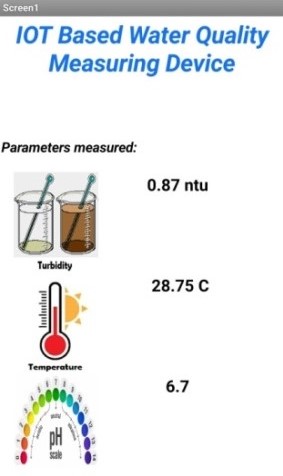 Screen1
IOT Based Water Quality
Measuring Device
Parameters measured:
0.87 ntu
Turbidity
28.75 C
Temperature
6.7
pH
scale